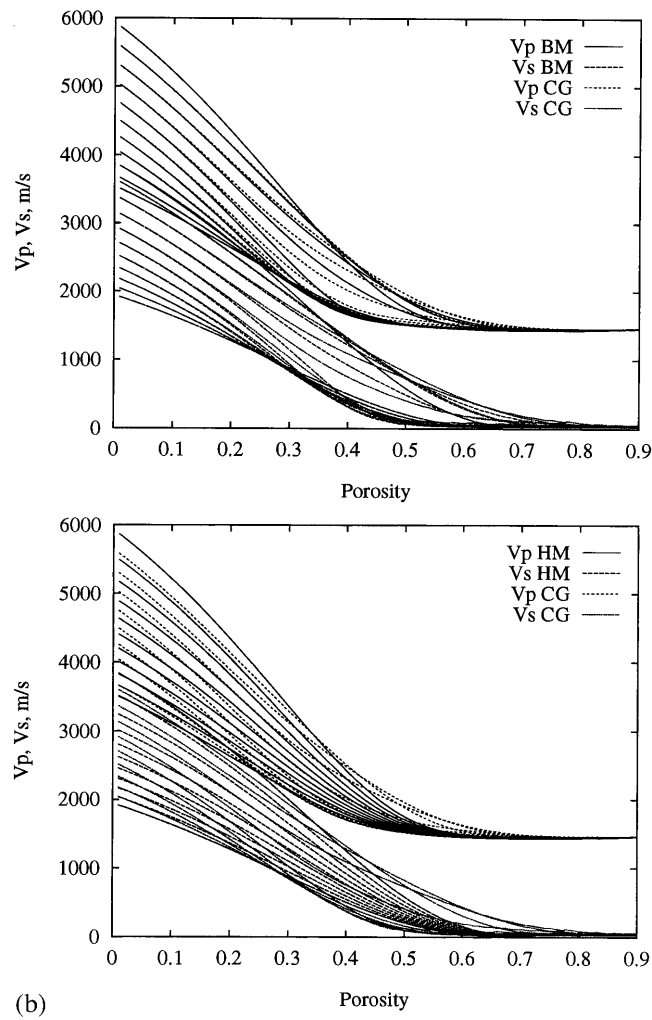 6000
5000
4000
3000
2000
1000
0
Vp, Vs, m/s
Vp BM
Vs BM
Vp CG
Vs CG
0 0.1 0.2 0.3 0.4 0.5 0.6 0.7 0.8 0.9
Porosity
6000
5000
4000
3000
2000
1000
0
Vp, Vs, m/s
Vp HM
Vs HM
Vp CG
Vs CG
0 0.1 0.2 0.3 0.4 0.5 0.6 0.7 0.8 0.9
Porosity
(b)